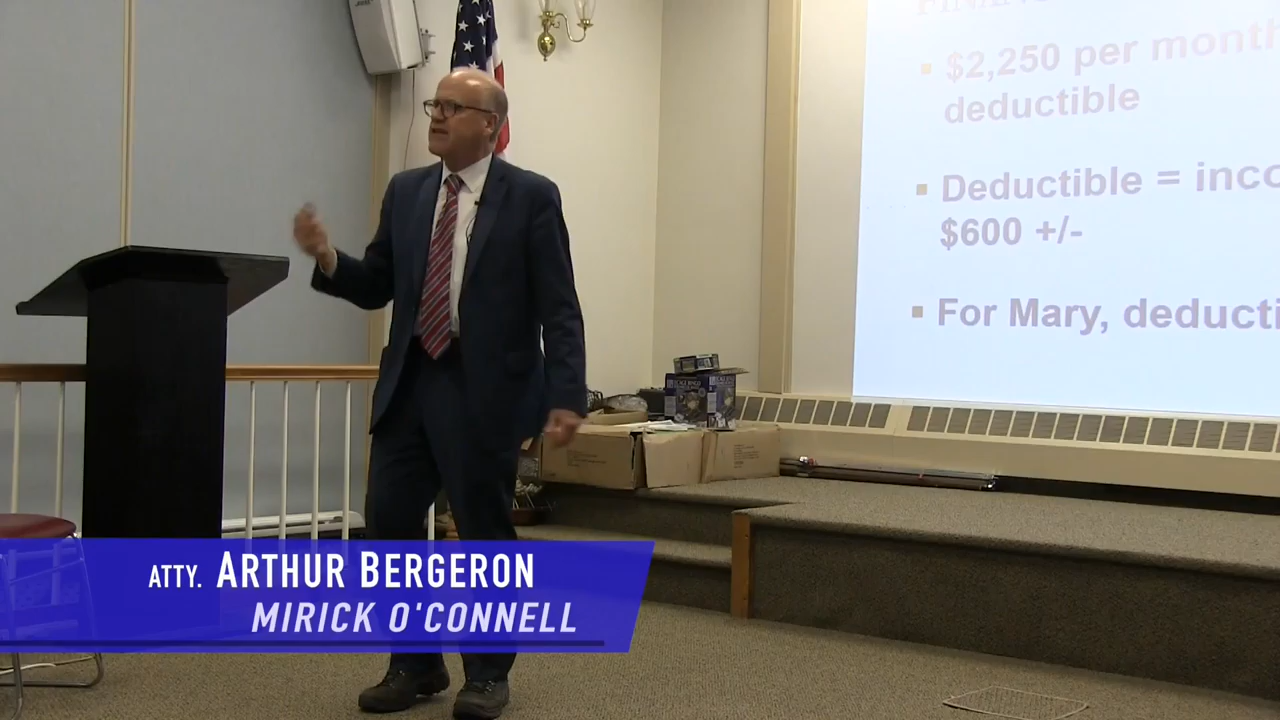 $2,250 per month
deductible
Deductible = inco
$600 +/-
For Mary, deducti
ATTY. ARTHUR BERGERON
MIRICK O'CONNELL